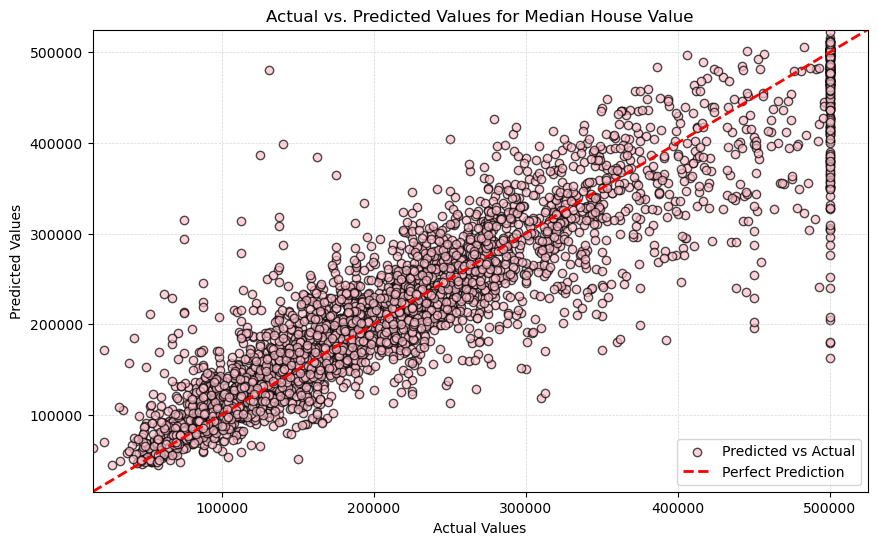 Actual vs. Predicted Values for Median House Value
500000
400000
300000
200000
100000
Predicted Values
Predicted vs Actual
Perfect Prediction
100000 200000 300000 400000 500000
Actual Values